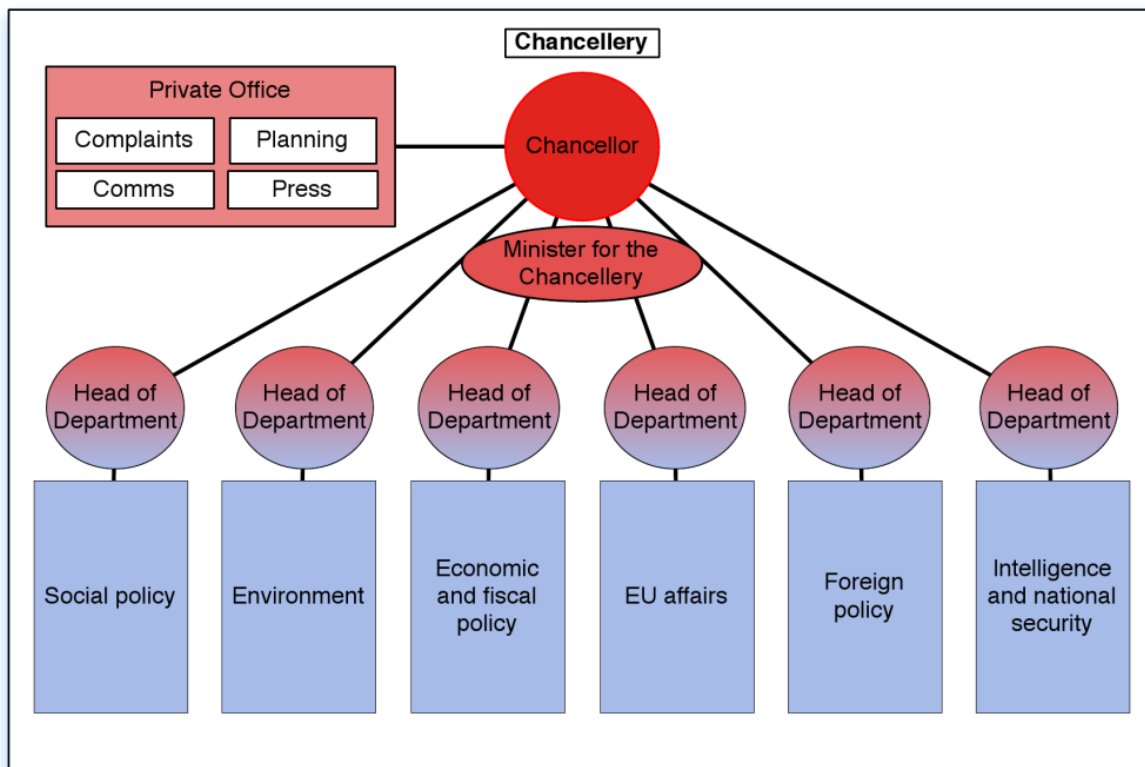 Chancellery
Private Office
Complaints
Planning
Comms
Press
Chancellor
Minister for the
Chancellery
Head of
Department
Head of
Department
Head of
Department
Head of
Department
Head of
Department
Head of
Department
Social policy
Environment
Economic
and fiscal
policy
EU affairs
Foreign
policy
Intelligence
and national
security